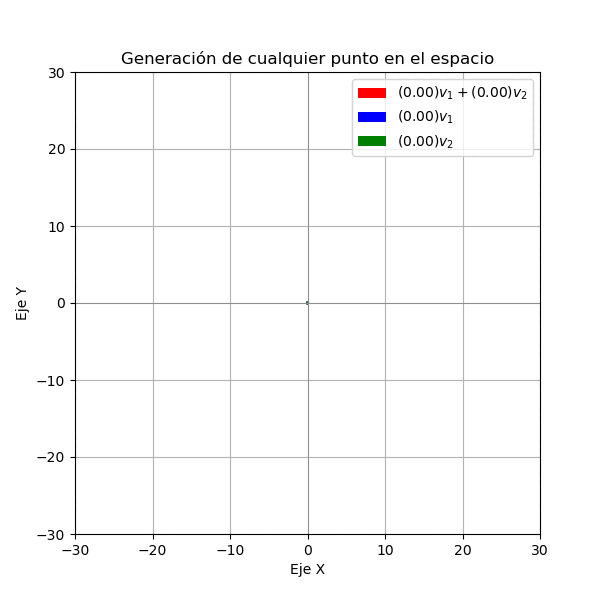 Generación de cualquier punto en el espacio
(0.00)v₁ + (0.00)v₂
(0.00)v₁
(0.00)v₂
30
20
10
0
−10
−20
−30
Eje Y
−30 −20 −10 0 10 20 30
Eje X